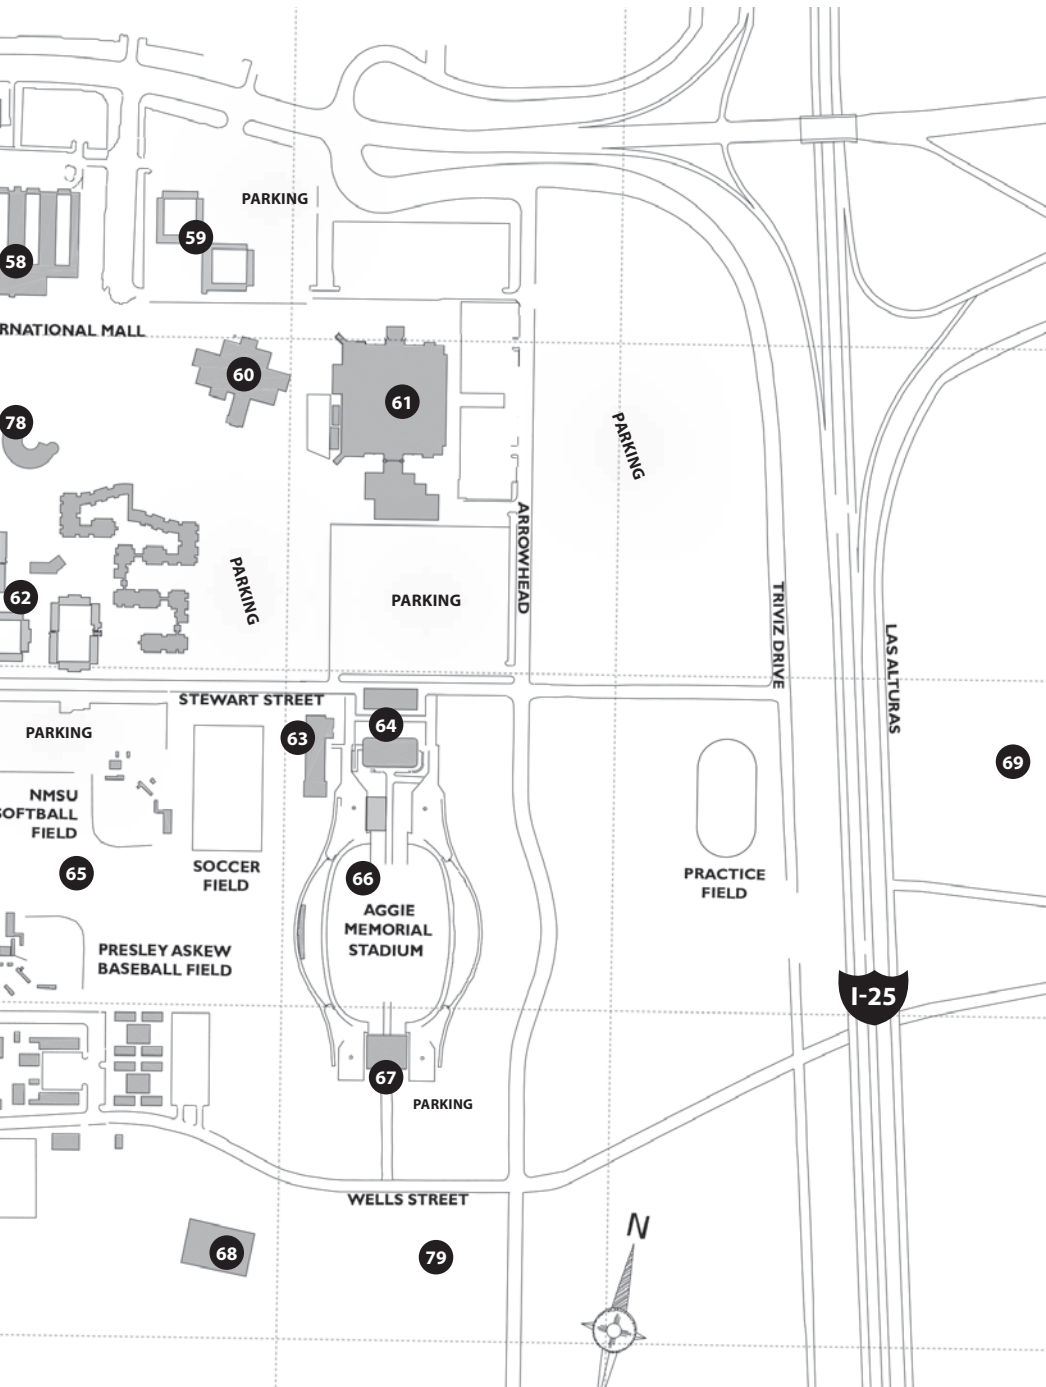 PARKING
59
58
RNATIONAL MALL
60
61
78
PARKING
ARROWHEAD
PARKING
PARKING
62
TRIVIZ DRIVE
LAS ALTURAS
STEWART STREET
64
PARKING
63
69
NMSU
SOFTBALL
FIELD
65
SOCCER
FIELD
66
PRACTICE
FIELD
AGGIE
MEMORIAL
STADIUM
PRESLEY ASKEW
BASEBALL FIELD
I-25
67
PARKING
WELLS STREET
N
68
79